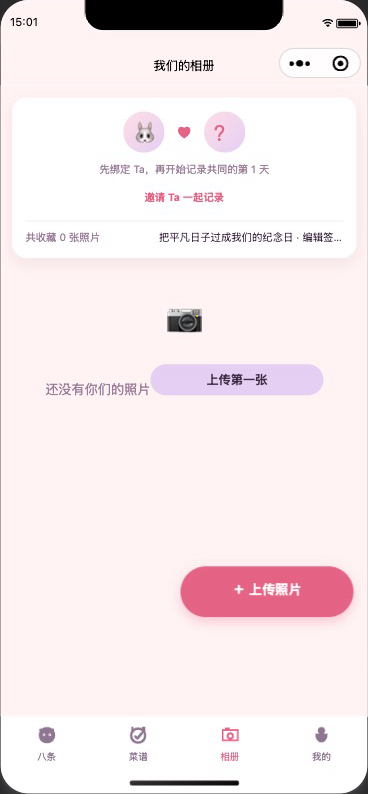 15:01
我们的相册
?
先绑定 Ta，再开始记录共同的第 1 天
邀请 Ta 一起记录
共收藏 0 张照片
把平凡日子过成我们的纪念日 · 编辑签...
还没有你们的照片
上传第一张
+ 上传照片
八条
菜谱
相册
我的